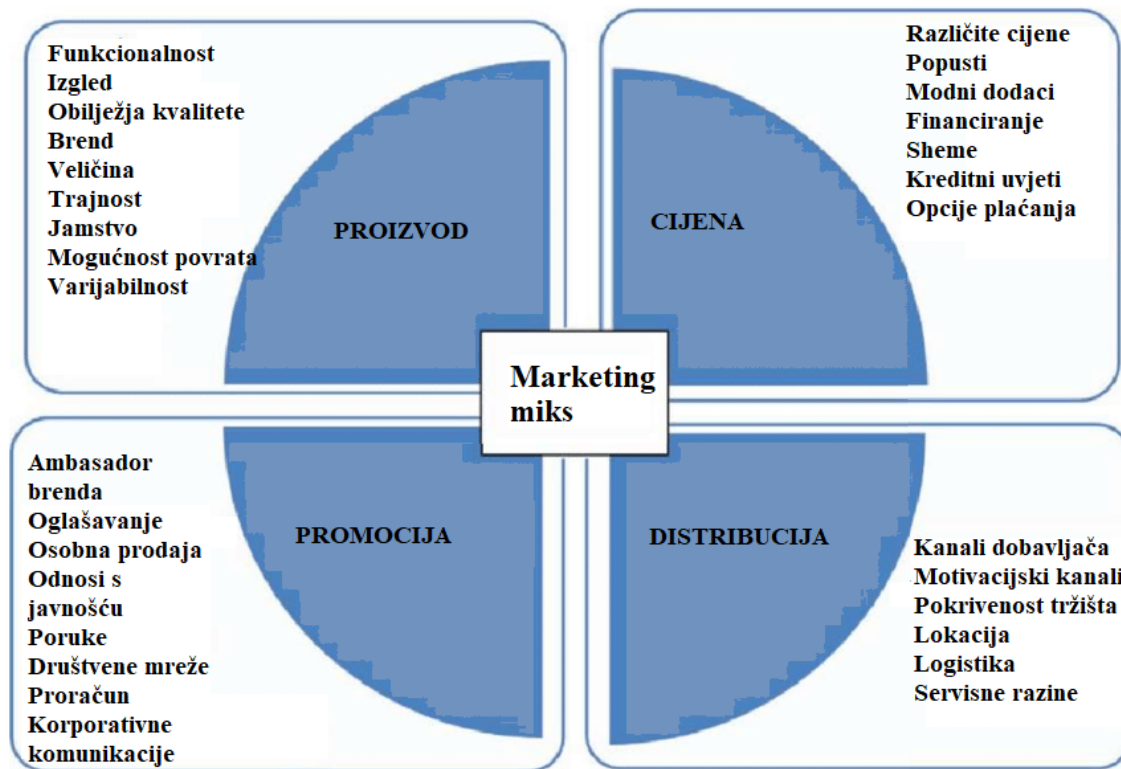 Funkcionalnost
Izgled
Obilježja kvalitete
Brend
Veličina
Trajnost
Jamstvo
Mogućnost povrata
Varijabilnost
PROIZVOD
Različite cijene
Popusti
Modni dodaci
Financiranje
Sheme
Kreditni uvjeti
Opcije plaćanja
CIJENA
Marketing
miks
Ambasador
brenda
Oglašavanje
Osobna prodaja
Odnosi s
javnošću
Poruke
Društvene mreže
Proračun
Korporativne
komunikacije
PROMOCIJA
DISTRIBUCIJA
Kanali dobavljača
Motivacijski kanali
Pokrivenost tržišta
Lokacija
Logistika
Servisne razine